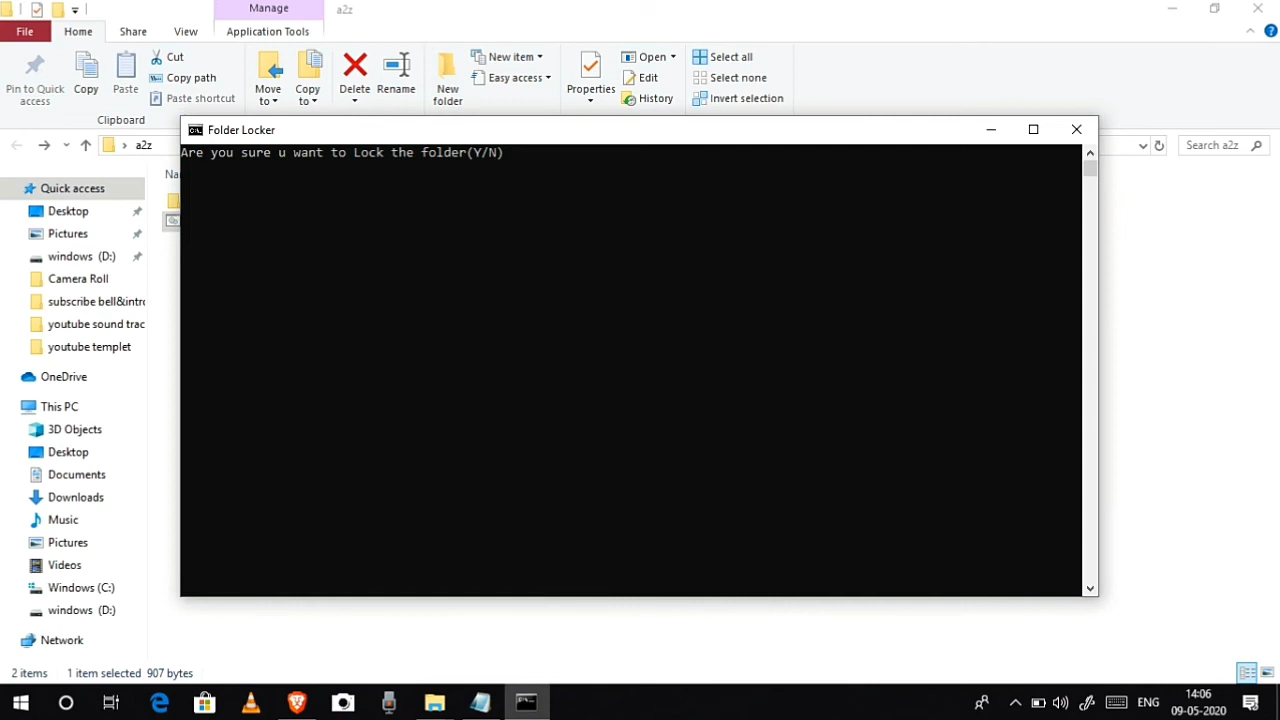 Manage
a2z
File
Home
Share
View
Application Tools
Pin to Quick access
Copy
Paste
Cut
Copy path
Paste shortcut
Clipboard
Move to
Copy to
Delete
Rename
New folder
New item
Easy access
Properties
Open
Edit
History
Select all
Select none
Invert selection
a2z
Search a2z
Folder Locker
Are you sure u want to Lock the folder(Y/N)
Quick access
Desktop
Pictures
windows (D:)
Camera Roll
subscribe bell&intro
youtube sound trac
youtube templet
OneDrive
This PC
3D Objects
Desktop
Documents
Downloads
Music
Pictures
Videos
Windows (C:)
windows (D:)
Network
2 items
1 item selected 907 bytes
ENG
14:06
09-05-2020